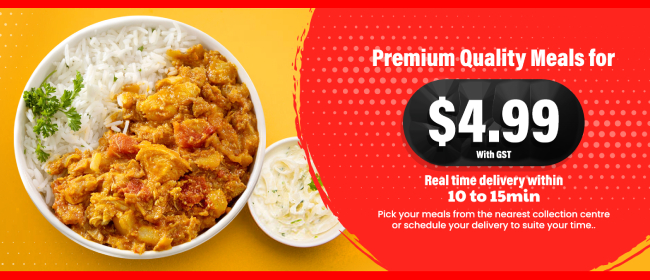 Premium Quality Meals for
$4.99
With GST
Real time delivery within
10 to 15min
Pick your meals from the nearest collection centre
or schedule your delivery to suite your time..